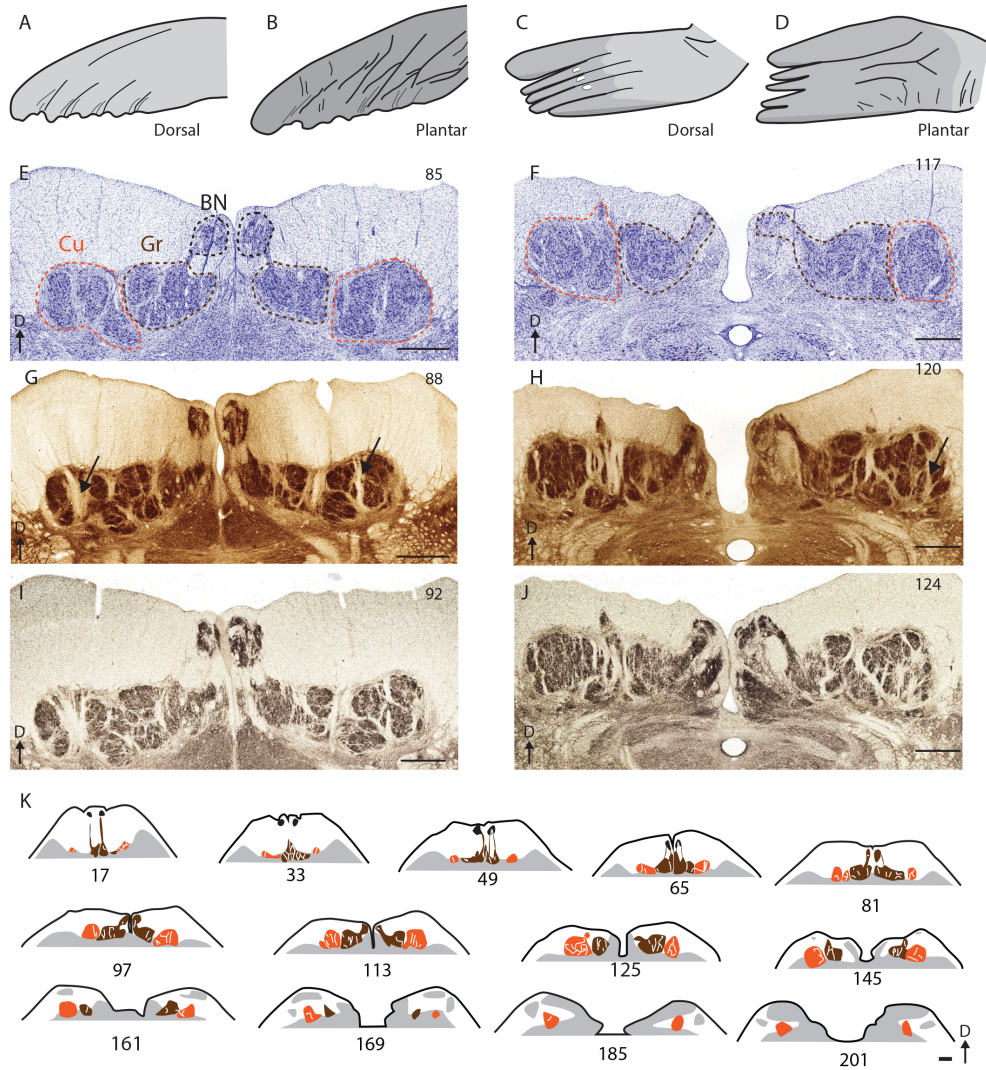 A B C D
Dorsal Plantar Dorsal Plantar
E 85 F 117
BN
Cu Gr
D D
G 88 H 120
D D
I 92 J 124
D D
K
17 33 49 65 81
97 113 125 145
161 169 185 201
D